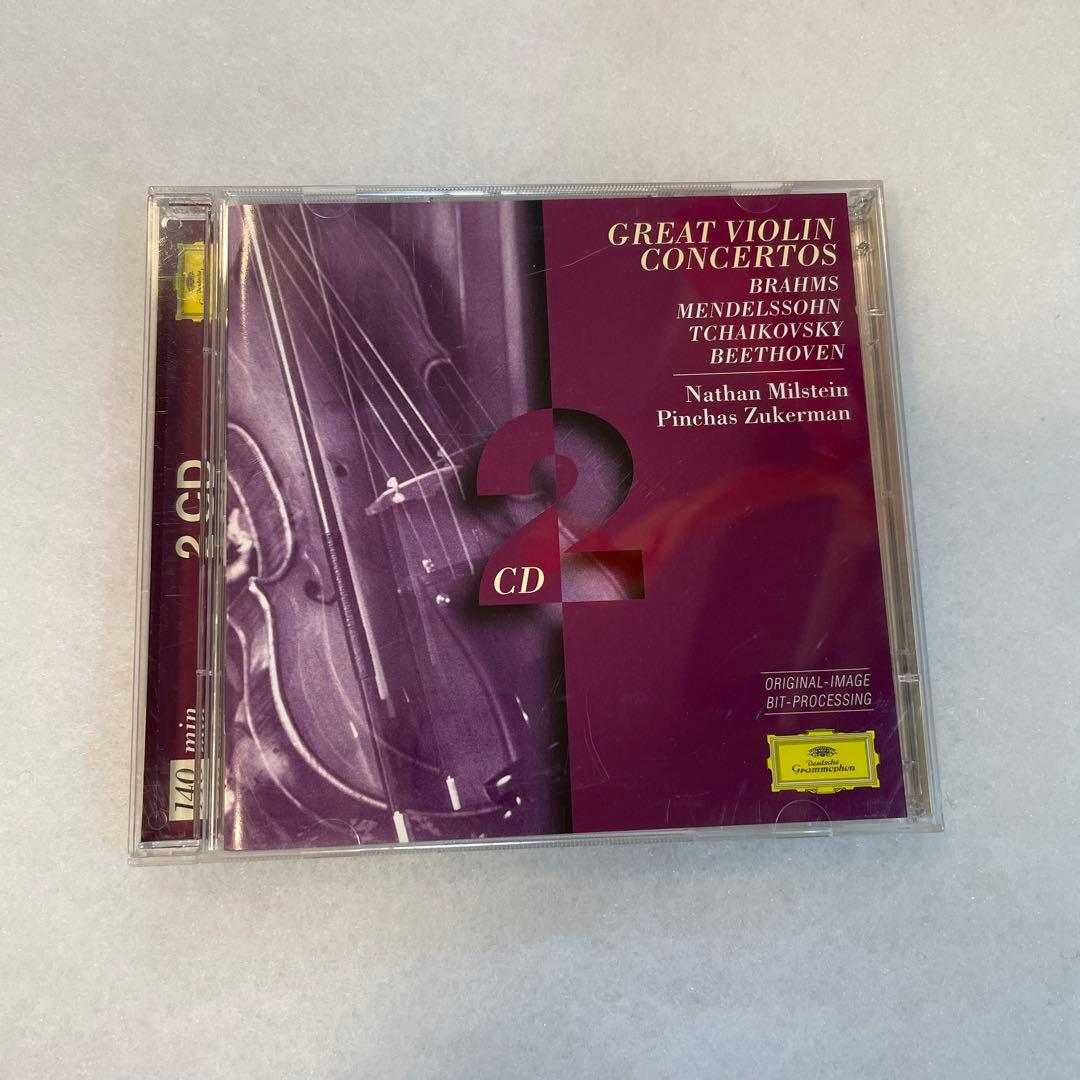 GREAT VIOLIN
CONCERTOS
BRAHMS
MENDELSSOHN
TCHAIKOVSKY
BEETHOVEN
Nathan Milstein
Pinchas Zukerman
2
CD
ORIGINAL-IMAGE
BIT-PROCESSING
Deutsche
Grammophon
2 CD
140 min